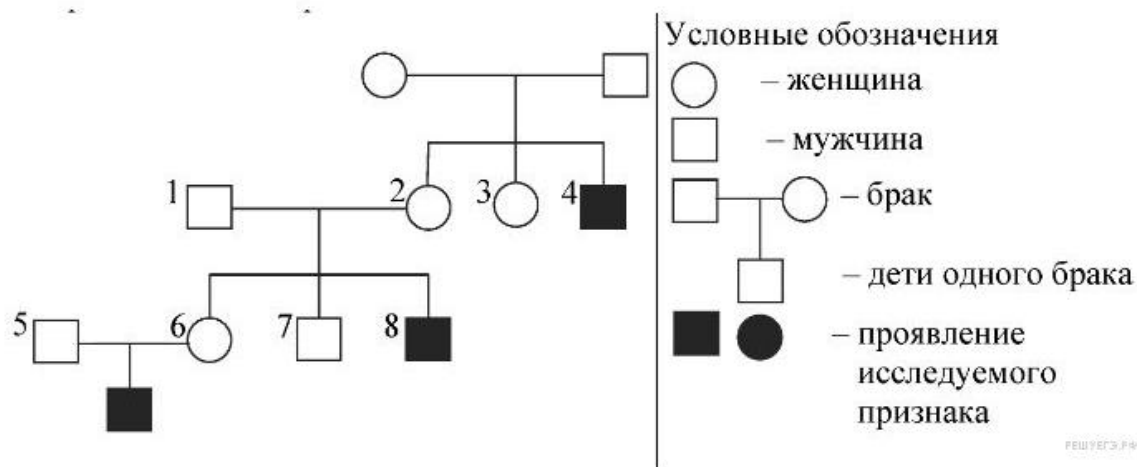 Условные обозначения
– женщина
– мужчина
– брак
– дети одного брака
– проявление
исследуемого
признака
1
2
3
4
5
6
7
8
РЕШУЕГЭ.РФ